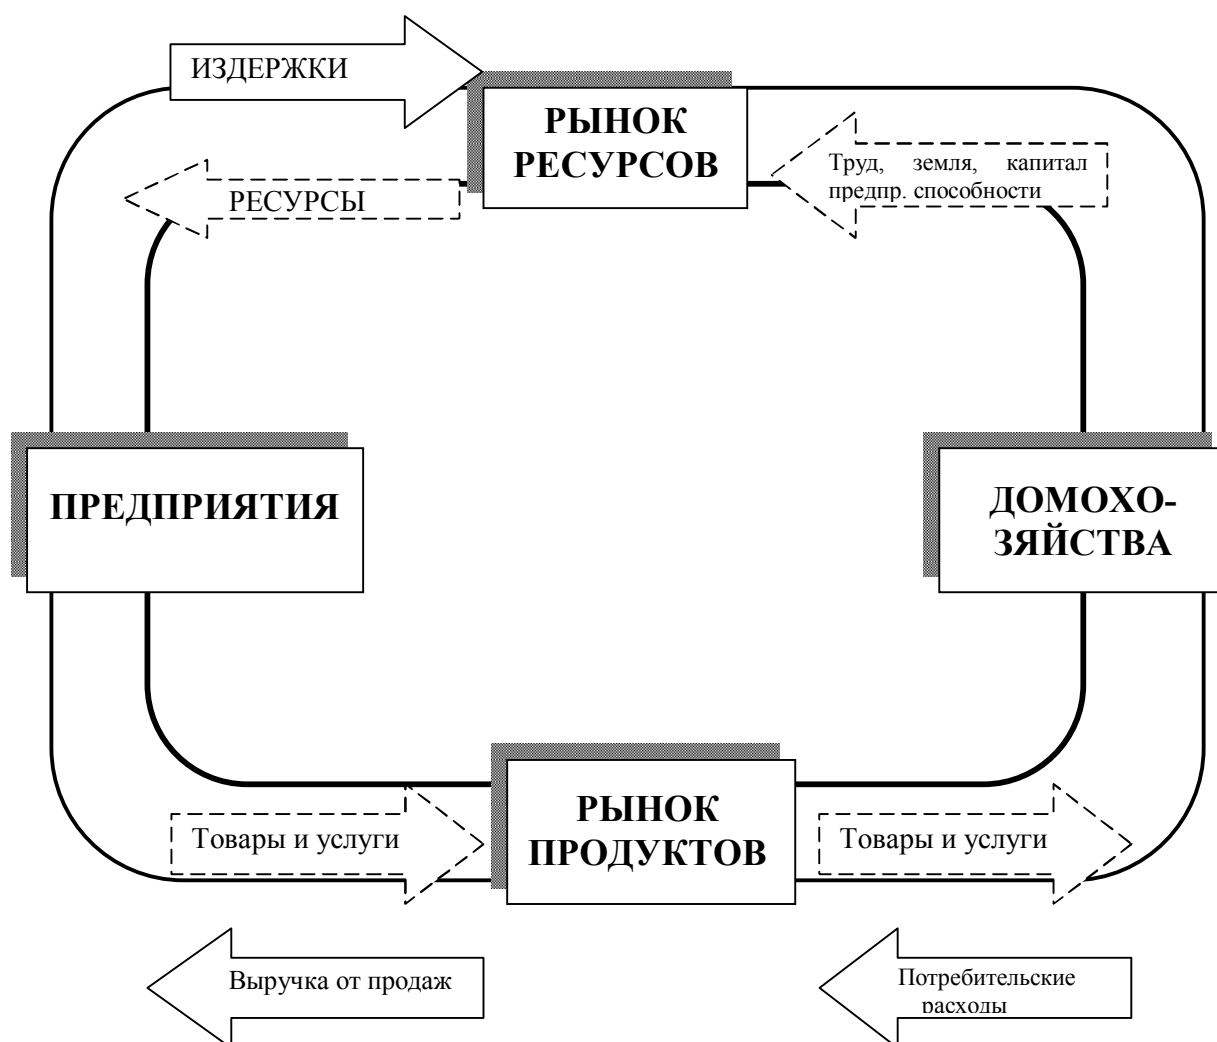 ИЗДЕРЖКИ
РЫНОК
РЕСУРСОВ
Труд, земля, капитал
предпр. способности
РЕСУРСЫ
ПРЕДПРИЯТИЯ
ДОМОХО-
ЗЯЙСТВА
РЫНОК
ПРОДУКТОВ
Товары и услуги
Товары и услуги
Выручка от продаж
Потребительские
расходы